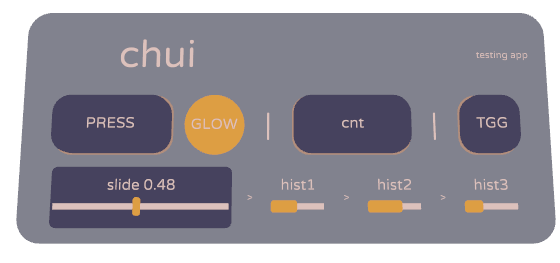 chui
testing app
PRESS
GLOW
cnt
TGG
slide 0.48
> hist1 > hist2 > hist3